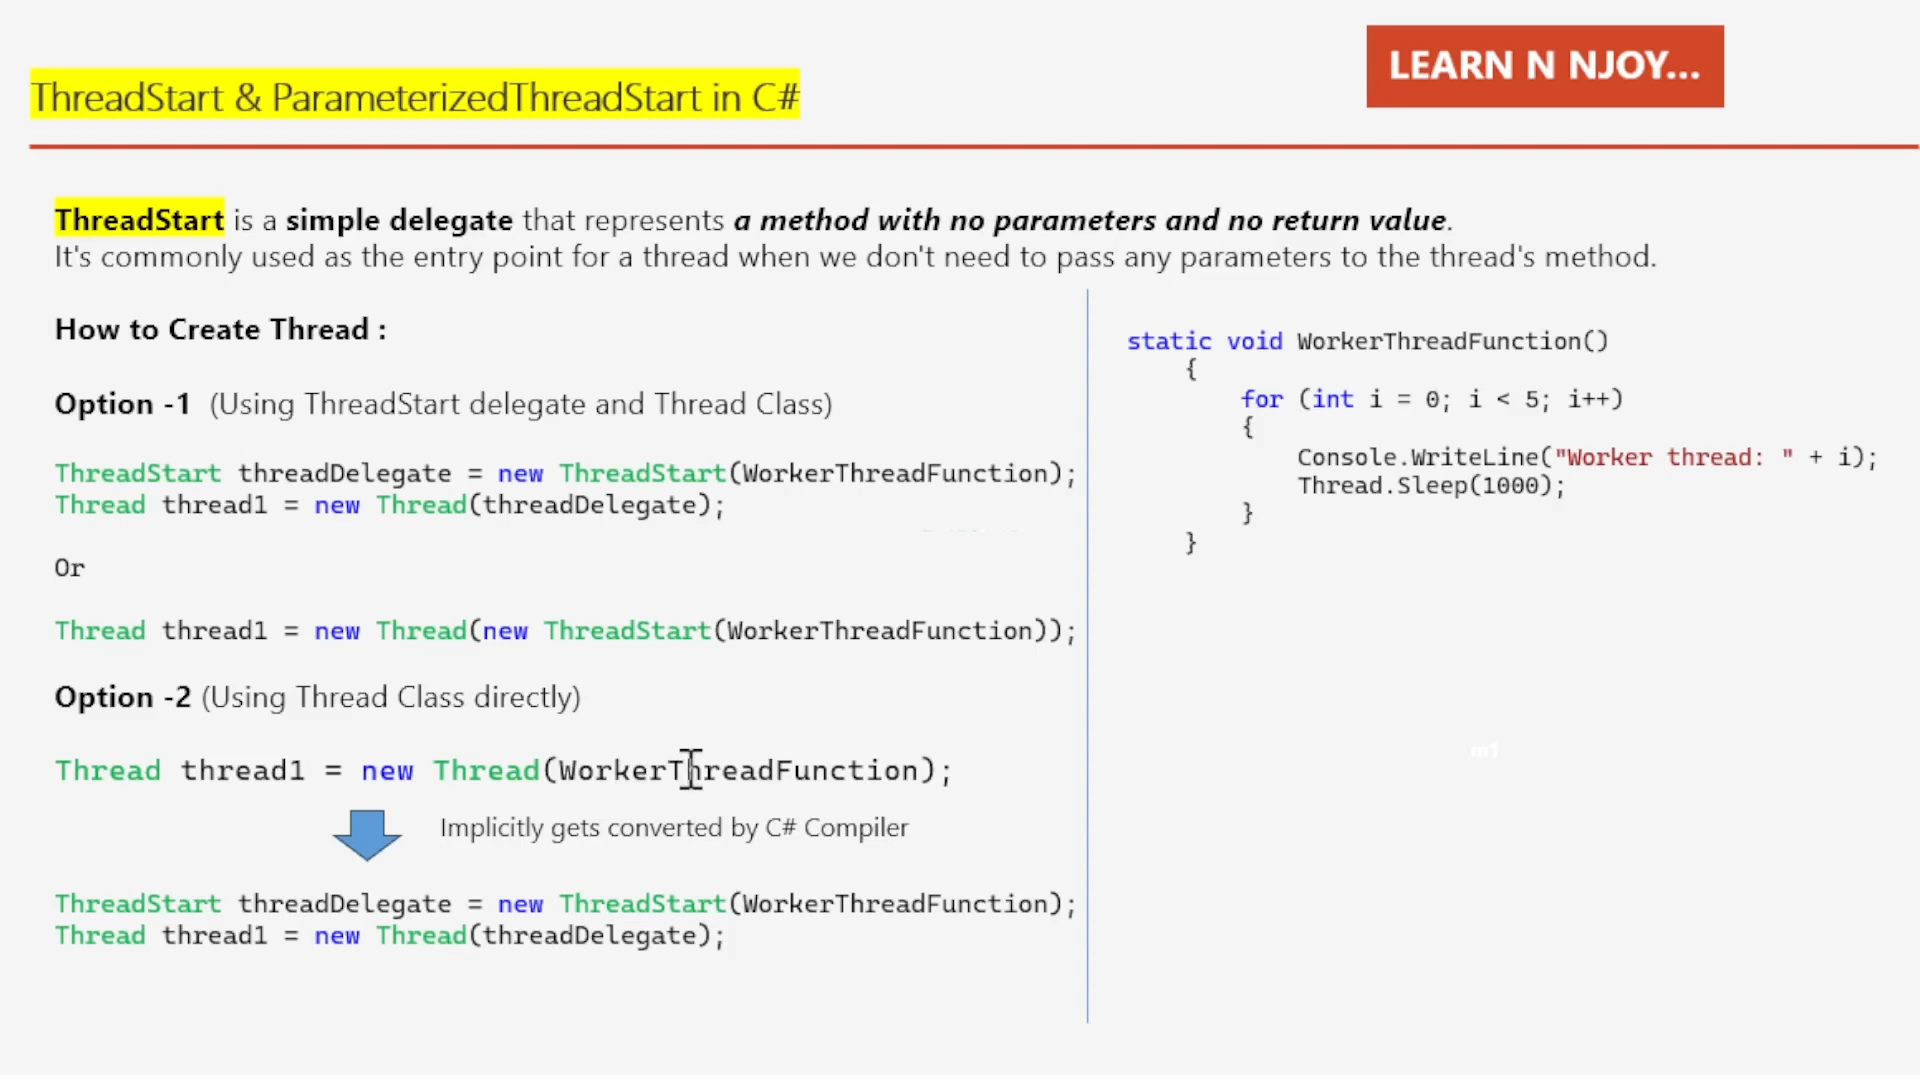 LEARN N NJOY...
ThreadStart & ParameterizedThreadStart in C#
ThreadStart is a simple delegate that represents a method with no parameters and no return value.
It's commonly used as the entry point for a thread when we don't need to pass any parameters to the thread's method.
How to Create Thread :
Option -1 (Using ThreadStart delegate and Thread Class)
ThreadStart threadDelegate = new ThreadStart(WorkerThreadFunction);
Thread thread1 = new Thread(threadDelegate);
Or
Thread thread1 = new Thread(new ThreadStart(WorkerThreadFunction));
Option -2 (Using Thread Class directly)
Thread thread1 = new Thread(WorkerThreadFunction);
Implicitly gets converted by C# Compiler
ThreadStart threadDelegate = new ThreadStart(WorkerThreadFunction);
Thread thread1 = new Thread(threadDelegate);
static void WorkerThreadFunction()
{
for (int i = 0; i < 5; i++)
{
Console.WriteLine("Worker thread: " + i);
Thread.Sleep(1000);
}
}
m1